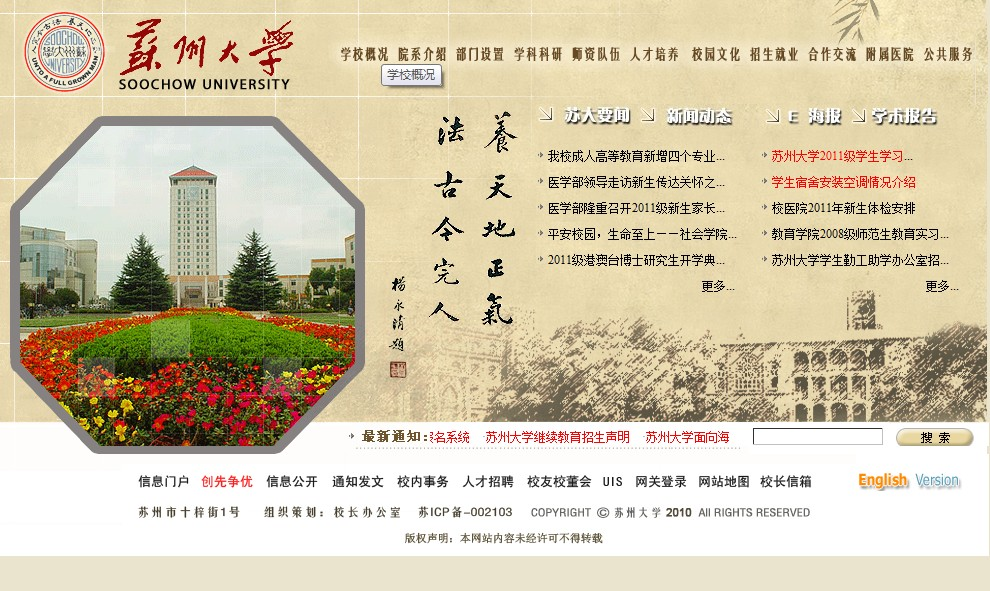 蘇州大學
SOOCHOW UNIVERSITY
UNTO A FULL GROWN MAN
学校概况 院系介绍 部门设置 学科科研 师资队伍 人才培养 校园文化 招生就业 合作交流 附属医院 公共服务
学校概况
養天地正氣
法古今完人
杨永清题
苏大要闻 新闻动态
我校成人高等教育新增四个专业...
医学部领导走访新生传达关怀之...
医学部隆重召开2011级新生家长...
平安校园，生命至上－－社会学院...
2011级港澳台博士研究生开学典...
更多...
E 海报 学术报告
苏州大学2011级学生学习...
学生宿舍安装空调情况介绍
校医院2011年新生体检安排
教育学院2008级师范生教育实习...
苏州大学学生勤工助学办公室招...
更多...
最新通知: 名系统 苏州大学继续教育招生声明 苏州大学面向海
搜 索
信息门户 创先争优 信息公开 通知发文 校内事务 人才招聘 校友校董会 UIS 网关登录 网站地图 校长信箱
English Version
苏州市十梓街1号 组织策划：校长办公室 苏ICP备-002103 COPYRIGHT © 苏州大学 2010 All RIGHTS RESERVED
版权声明：本网站内容未经许可不得转载